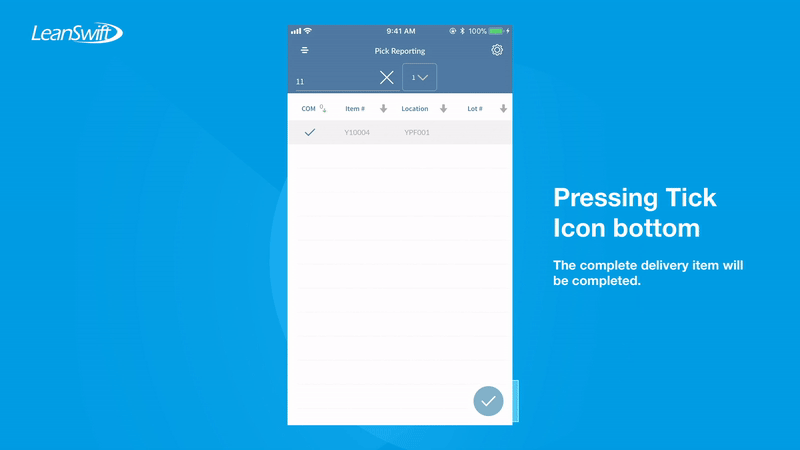 LeanSwift
9:41 AM
100%
Pick Reporting
11
1
COM
Item #
Location
Lot #
Y10004
YPF001
Pressing Tick
Icon bottom
The complete delivery item will
be completed.